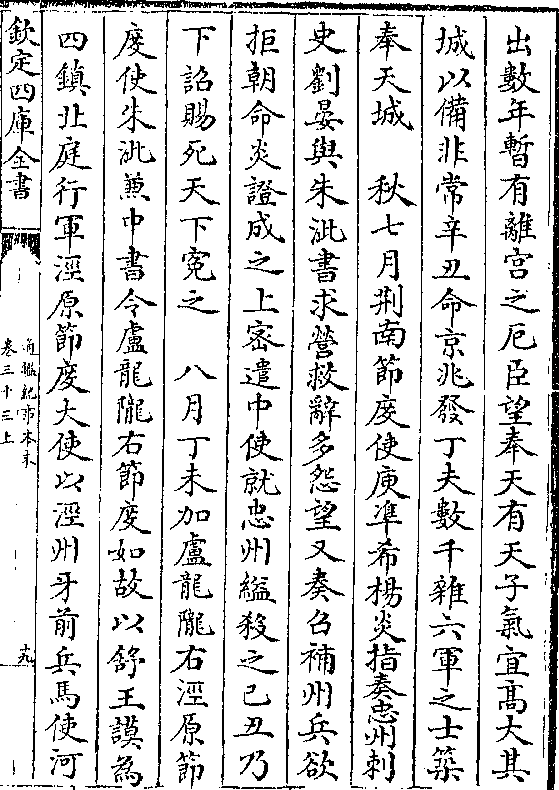 出數年暫有離宮之厄臣望奉天有天子氣宜髙大其
城以備非常辛丑命京兆發丁夫數千雜六軍之士築
奉天城　秋七月荆南節度使庾凖希楊炎指奏忠州刺
史劉晏與朱泚書求營救辭多怨望又奏召補州兵欲
拒朝命炎證成之上密遣中使就忠州縊殺之己丑乃
下詔賜死天下寃之　八月丁未加盧龍隴右涇原節
度使朱泚兼中書令盧龍隴右節度如故以舒王謨為
四鎮北庭行軍涇原節度大使以涇州牙前兵馬使河
欽定四庫全書
通鑑紀事本末
卷三十三上
十九